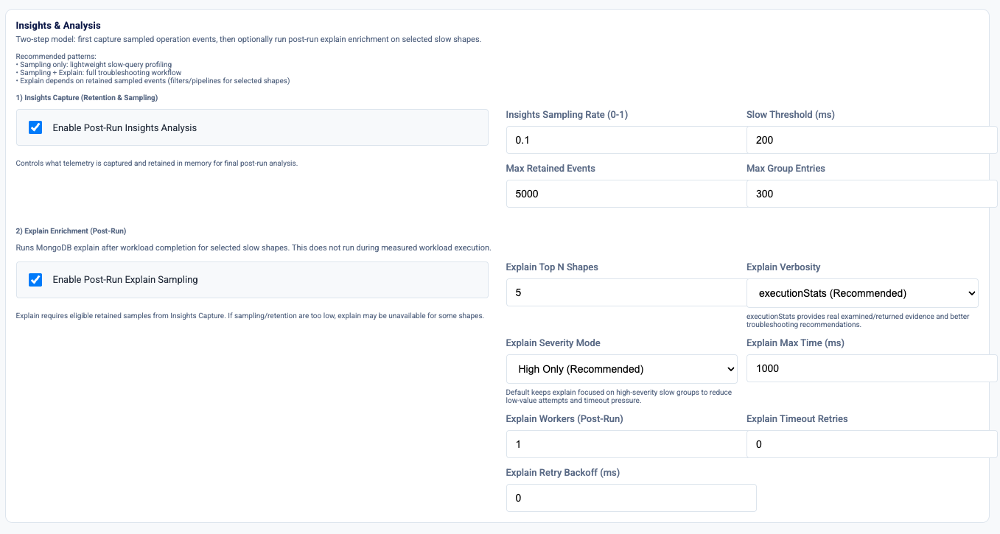 Insights & Analysis
Two-step model: first capture sampled operation events, then optionally run post-run explain enrichment on selected slow shapes.
Recommended patterns:
• Sampling only: lightweight slow-query profiling
• Sampling + Explain: full troubleshooting workflow
• Explain depends on retained sampled events (filters/pipelines for selected shapes)
1) Insights Capture (Retention & Sampling)
Enable Post-Run Insights Analysis
Controls what telemetry is captured and retained in memory for final post-run analysis.
Insights Sampling Rate (0-1)
0.1
Slow Threshold (ms)
200
Max Retained Events
5000
Max Group Entries
300
2) Explain Enrichment (Post-Run)
Runs MongoDB explain after workload completion for selected slow shapes. This does not run during measured workload execution.
Enable Post-Run Explain Sampling
Explain requires eligible retained samples from Insights Capture. If sampling/retention are too low, explain may be unavailable for some shapes.
Explain Top N Shapes
5
Explain Verbosity
executionStats (Recommended)
executionStats provides real examined/returned evidence and better
troubleshooting recommendations.
Explain Severity Mode
High Only (Recommended)
Default keeps explain focused on high-severity slow groups to reduce
low-value attempts and timeout pressure.
Explain Max Time (ms)
1000
Explain Workers (Post-Run)
1
Explain Timeout Retries
0
Explain Retry Backoff (ms)
0